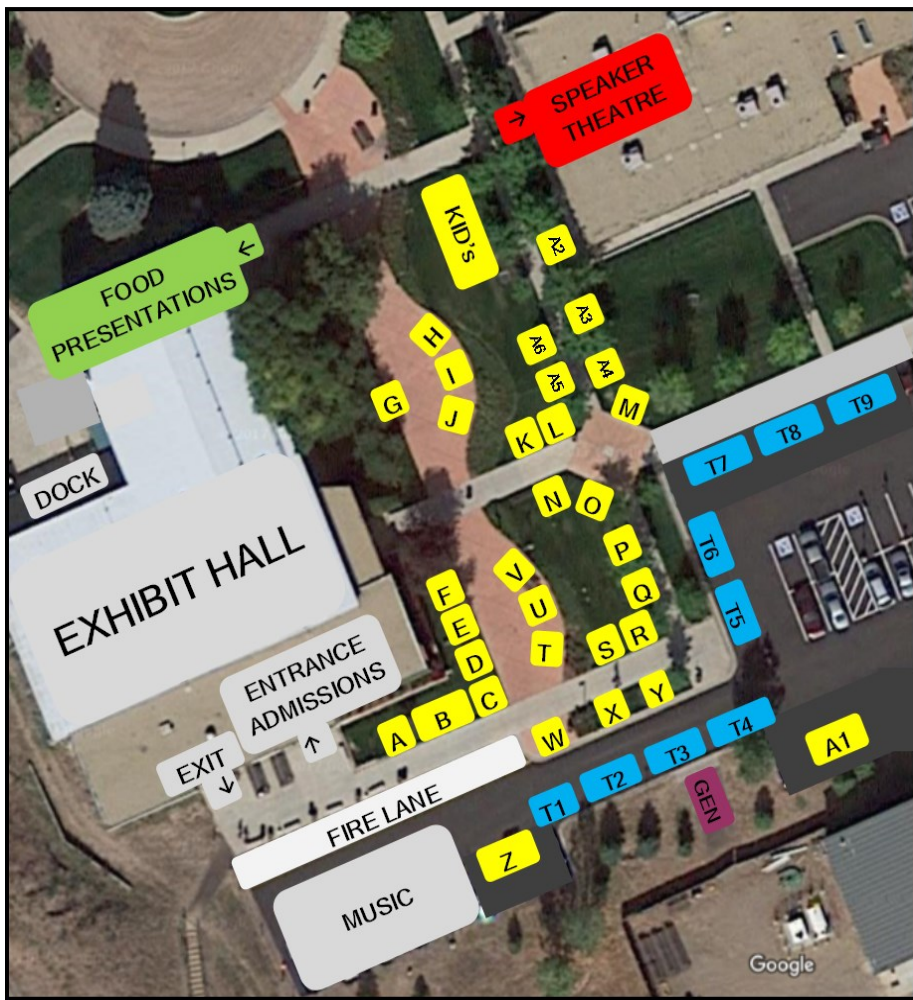 SPEAKER
THEATRE
→
KID's
A2
←
FOOD
PRESENTATIONS
A3
H
A6
I
A4
A5
G
J
M
K
L
T7
T8
T9
DOCK
N
O
EXHIBIT HALL
T6
P
V
F
Q
U
T5
E
R
S
T
D
ENTRANCE
ADMISSIONS
↑
C
B
A
Y
X
W
EXIT
↓
T4
T3
T2
T1
A1
GEN
FIRE LANE
Z
MUSIC
Google